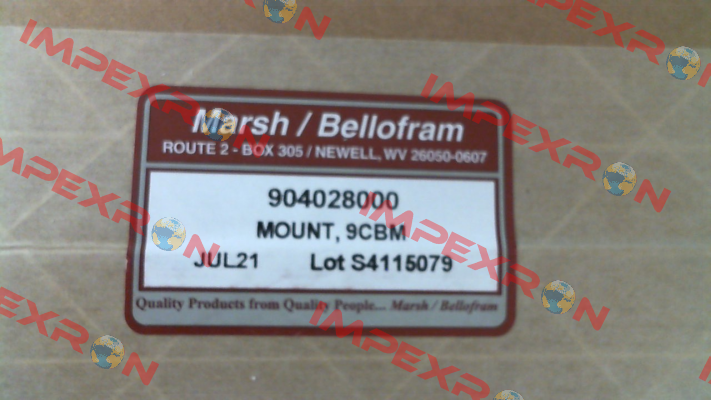 Marsh / Bellofram
ROUTE 2 - BOX 305 / NEWELL, WV 26050-0607
904028000
MOUNT, 9CBM
JUL21 Lot S4115079
Quality Products from Quality People... Marsh / Bellofram
IMPEXRON
IMPEXRON
IMPEXRON
IMPEXRON
IMPEXRON
IMPEXRON